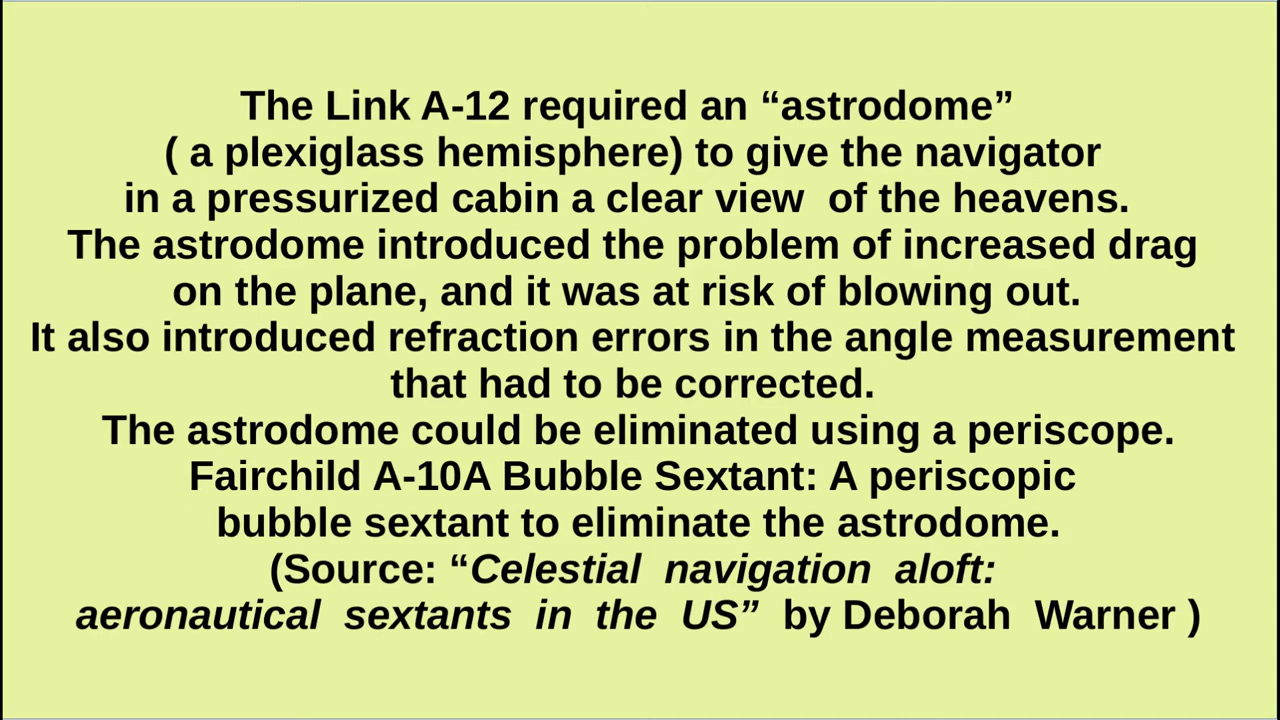 The Link A-12 required an “astrodome”
( a plexiglass hemisphere) to give the navigator
in a pressurized cabin a clear view  of the heavens.
The astrodome introduced the problem of increased drag
on the plane, and it was at risk of blowing out.
It also introduced refraction errors in the angle measurement
that had to be corrected.
The astrodome could be eliminated using a periscope.
Fairchild A-10A Bubble Sextant: A periscopic
bubble sextant to eliminate the astrodome.
(Source: “Celestial  navigation  aloft:
aeronautical  sextants  in  the  US”  by Deborah  Warner )